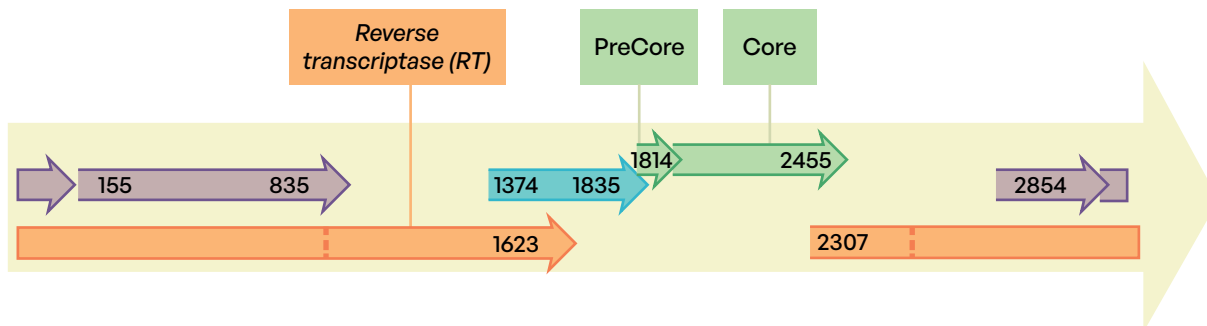 Reverse
transcriptase (RT)
PreCore
Core
1814
2455
155
835
1374
1835
2854
1623
2307